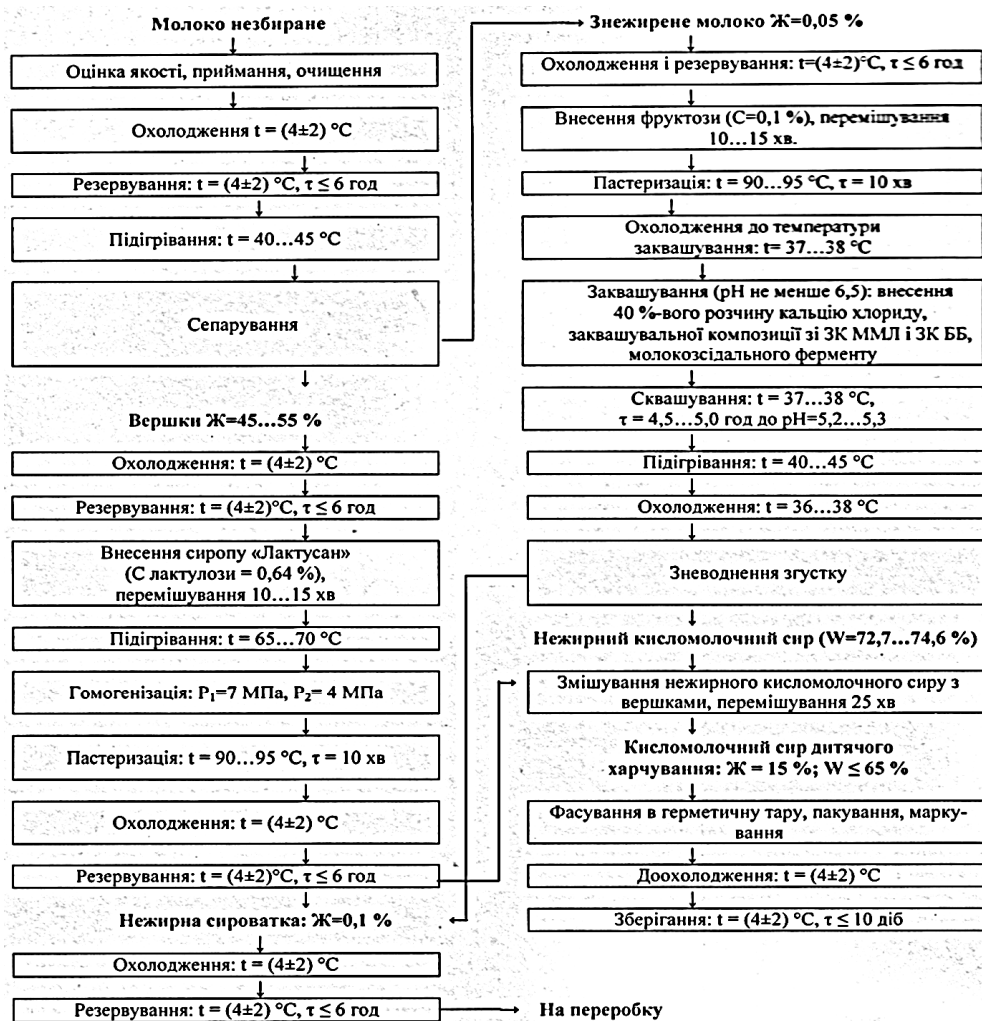 Молоко незбиране
Оцінка якості, приймання, очищення
Охолодження t = (4±2) °C
Резервування: t = (4±2) °C, τ ≤ 6 год
Підігрівання: t = 40...45 °C
Сепарування
Вершки Ж=45...55 %
Охолодження: t = (4±2) °C
Резервування: t = (4±2)°C, τ ≤ 6 год
Внесення сиропу «Лактусан»
(С лактулози = 0,64 %),
перемішування 10...15 хв
Підігрівання: t = 65...70 °C
Гомогенізація: P₁=7 МПа, P₂= 4 МПа
Пастеризація: t = 90...95 °C, τ = 10 хв
Охолодження: t = (4±2) °C
Резервування: t = (4±2)°C, τ ≤ 6 год
Нежирна сироватка: Ж=0,1 %
Охолодження: t = (4±2) °C
Резервування: t = (4±2) °C, τ ≤ 6 год
На переробку
Знежирене молоко Ж=0,05 %
Охолодження і резервування: t=(4±2)°C, τ ≤ 6 год
Внесення фруктози (С=0,1 %), перемішування
10...15 хв.
Пастеризація: t = 90...95 °C, τ = 10 хв
Охолодження до температури
заквашування: t= 37...38 °C
Заквашування (pH не менше 6,5): внесення
40 %-вого розчину кальцію хлориду,
заквашувальної композиції зі ЗК ММЛ і ЗК ББ,
молокозсідального ферменту
Сквашування: t = 37...38 °C,
τ = 4,5...5,0 год до pH=5,2...5,3
Підігрівання: t = 40...45 °C
Охолодження: t = 36...38 °C
Зневоднення згустку
Нежирний кисломолочний сир (W=72,7...74,6 %)
Змішування нежирного кисломолочного сиру з
вершками, перемішування 25 хв
Кисломолочний сир дитячого
харчування: Ж = 15 %; W ≤ 65 %
Фасування в герметичну тару, пакування, марку-
вання
Доохолодження: t = (4±2) °C
Зберігання: t = (4±2) °C, τ ≤ 10 діб